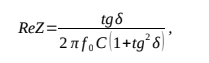 ReZ = tgδ / (2πf₀C(1+tg²δ)),